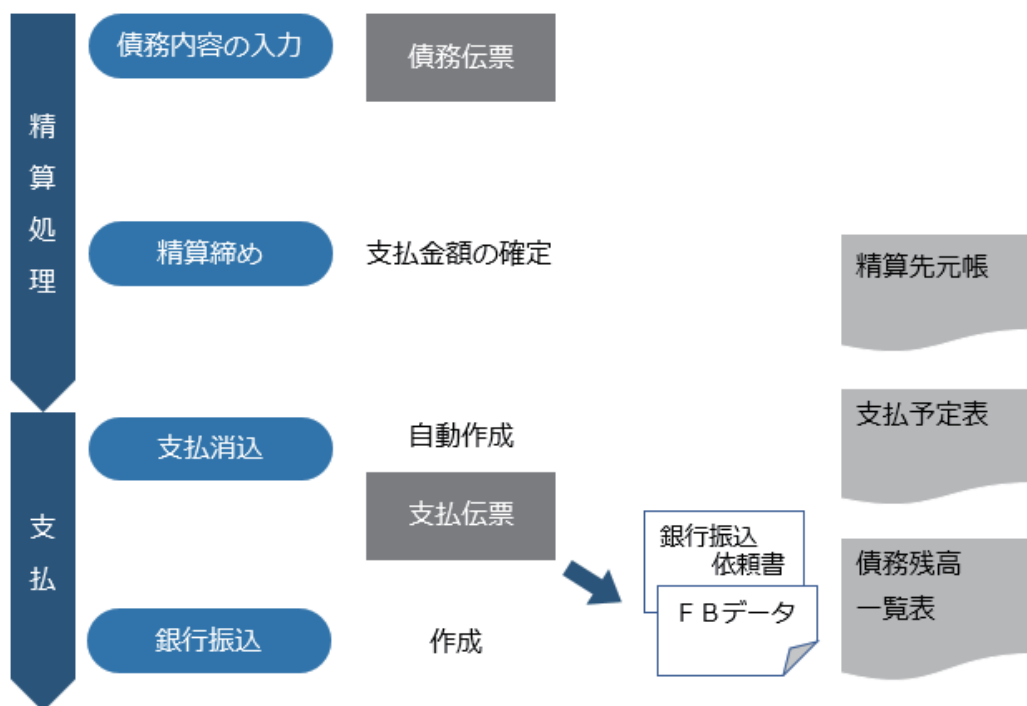 精算処理
債務内容の入力
債務伝票
精算締め
支払金額の確定
精算先元帳
支払
支払消込
自動作成
支払伝票
支払予定表
銀行振込
依頼書
ＦＢデータ
債務残高
一覧表
銀行振込
作成